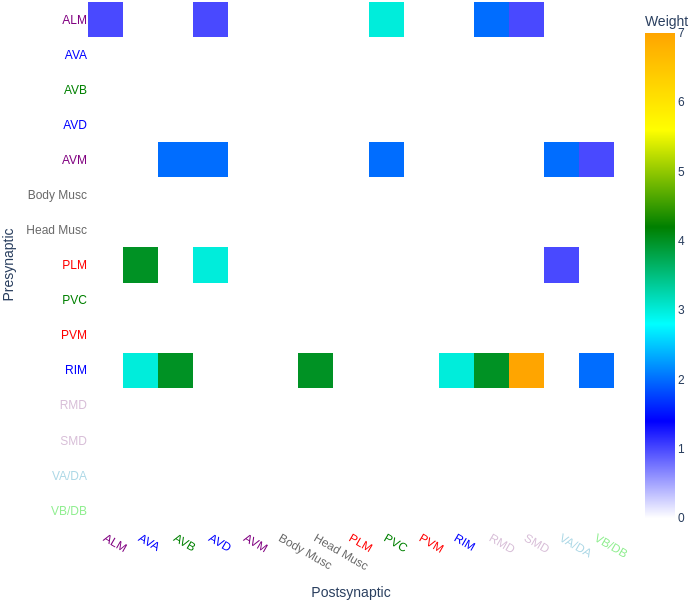 Weight
7
6
5
4
3
2
1
0
Presynaptic
ALM
AVA
AVB
AVD
AVM
Body Musc
Head Musc
PLM
PVC
PVM
RIM
RMD
SMD
VA/DA
VB/DB
ALM
AVA
AVB
AVD
AVM
Body Musc
Head Musc
PLM
PVC
PVM
RIM
RMD
SMD
VA/DA
VB/DB
Postsynaptic